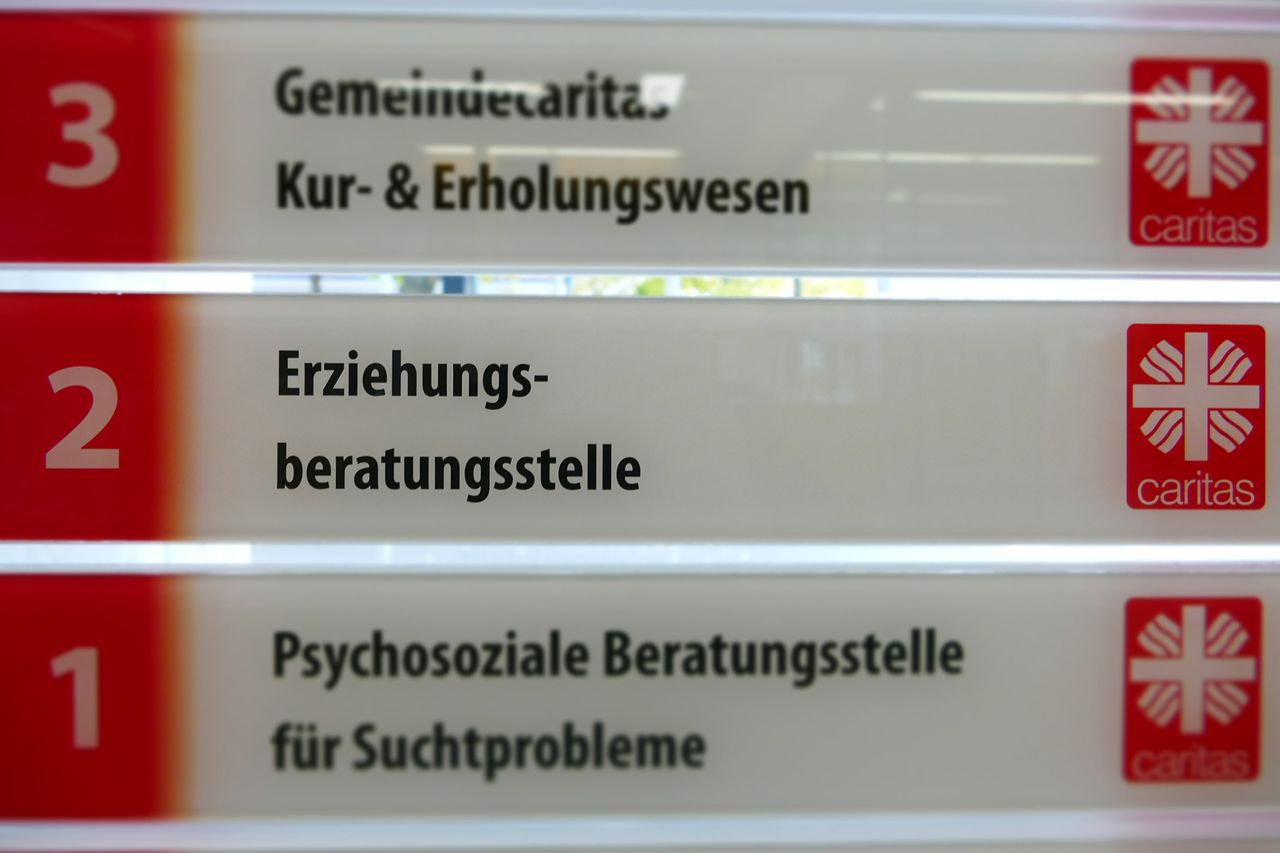 3
Gemeindecaritas
Kur- & Erholungswesen
caritas
2
Erziehungs-
beratungsstelle
caritas
1
Psychosoziale Beratungsstelle
für Suchtprobleme
caritas